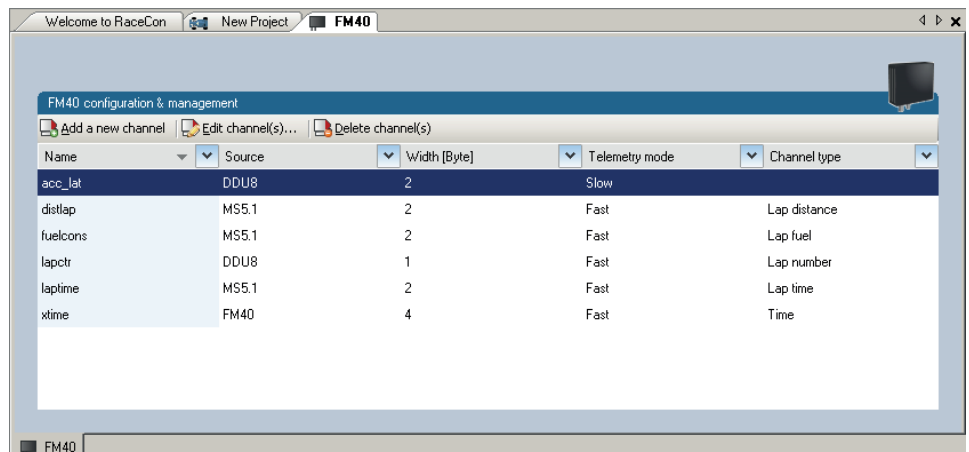 Welcome to RaceCon New Project FM40
FM40 configuration & management
Add a new channel Edit channel(s)... Delete channel(s)
Name Source Width [Byte] Telemetry mode Channel type
acc_lat DDU8 2 Slow
distlap MS5.1 2 Fast Lap distance
fuelcons MS5.1 2 Fast Lap fuel
lapctr DDU8 1 Fast Lap number
laptime MS5.1 2 Fast Lap time
xtime FM40 4 Fast Time
FM40